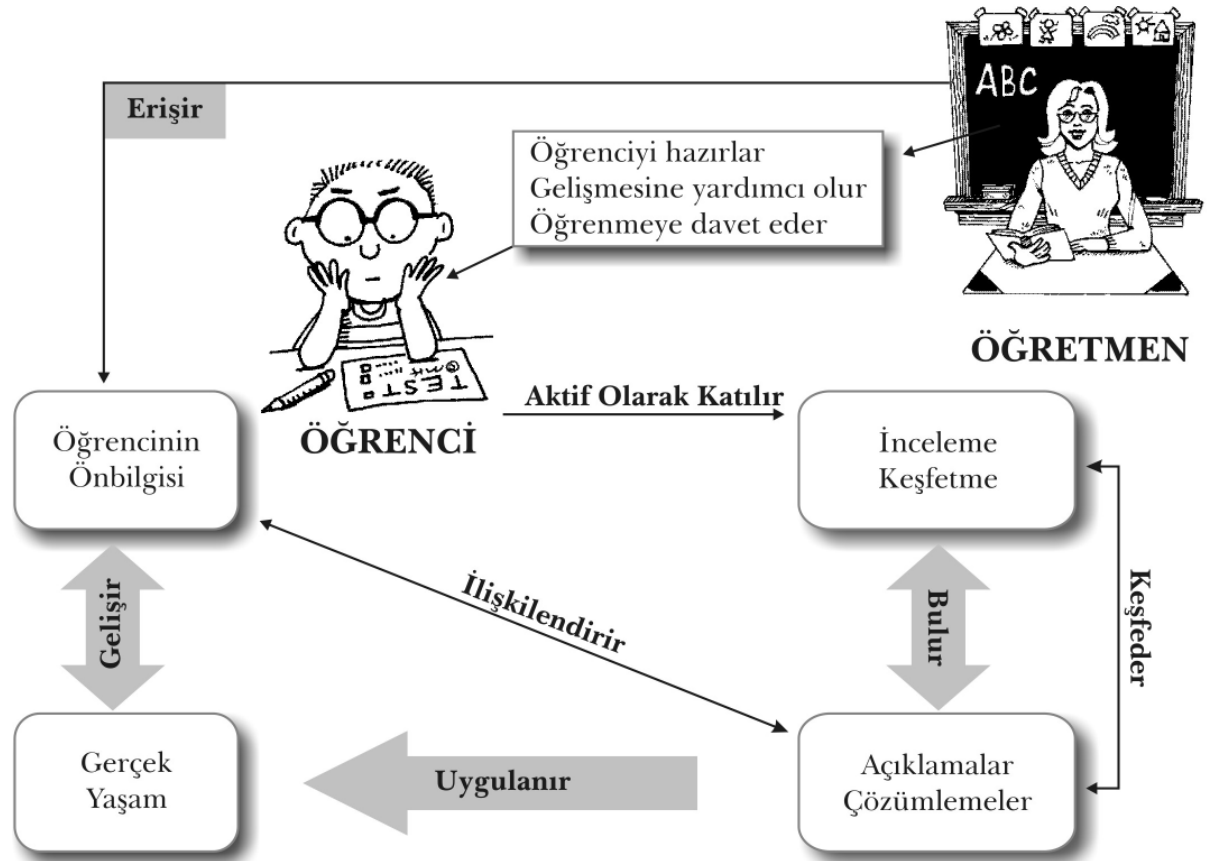 ABC
Erişir
Öğrenciyi hazırlar
Gelişmesine yardımcı olur
Öğrenmeye davet eder
ÖĞRETMEN
TEST
ÖĞRENCİ
Aktif Olarak Katılır
Öğrencinin
Önbilgisi
İnceleme
Keşfetme
Gelişir
İlişkilendirir
Bulur
Keşfeder
Gerçek
Yaşam
Uygulanır
Açıklamalar
Çözümlemeler